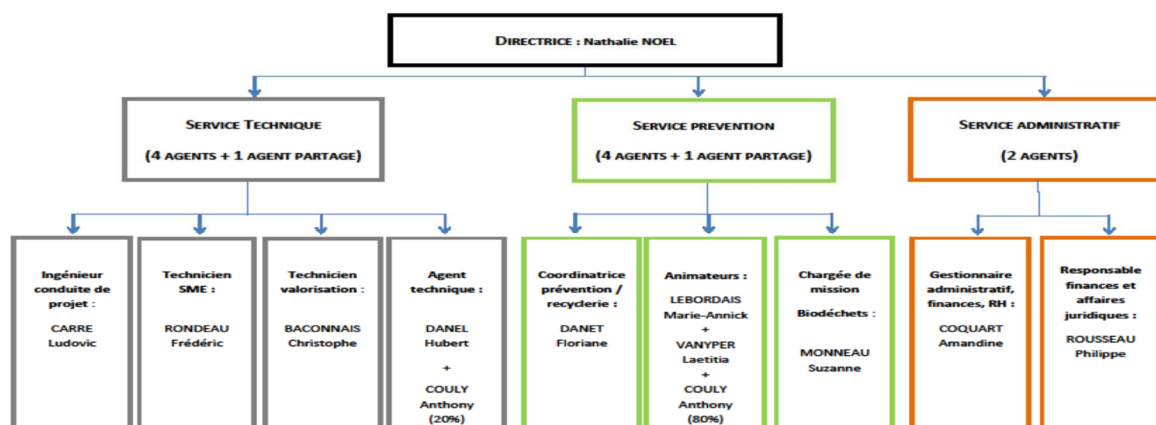 DIRECTRICE : Nathalie NOEL
SERVICE TECHNIQUE
(4 AGENTS + 1 AGENT PARTAGE)
SERVICE PREVENTION
(4 AGENTS + 1 AGENT PARTAGE)
SERVICE ADMINISTRATIF
(2 AGENTS)
Ingénieur
conduite de
projet :
CARRE
Ludovic
Technicien
SME :
RONDEAU
Frédéric
Technicien
valorisation :
BACONNAIS
Christophe
Agent
technique :
DANEL
Hubert
+
COULY
Anthony
(20%)
Coordinatrice
prévention /
recyclerie :
DANET
Floriane
Animateurs :
LEBORDAIS
Marie-Annick
+
VANYPER
Laetitia
+
COULY
Anthony
(80%)
Chargée de
mission
Biodéchets :
MONNEAU
Suzanne
Gestionnaire
administratif,
finances, RH :
COQUART
Amandine
Responsable
finances et
affaires
juridiques :
ROUSSEAU
Philippe